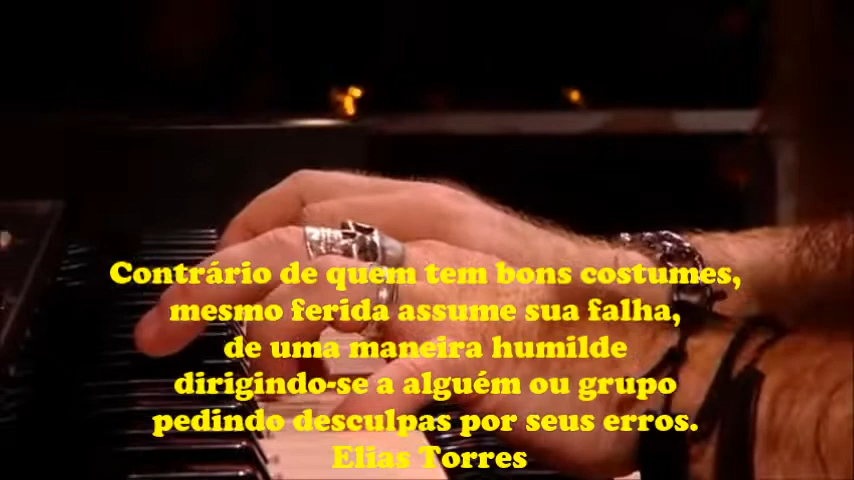 Contrário de quem tem bons costumes,
mesmo ferida assume sua falha,
de uma maneira humilde
dirigindo-se a alguém ou grupo
pedindo desculpas por seus erros.
Elias Torres